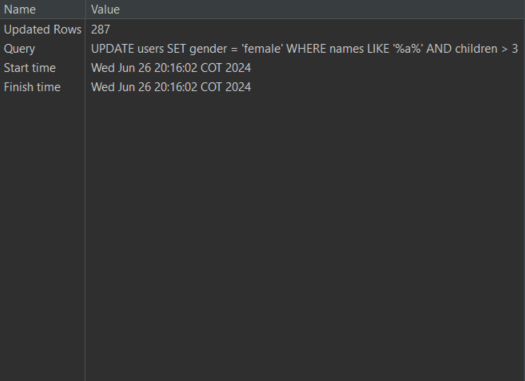 Name Value
Updated Rows 287
Query UPDATE users SET gender = 'female' WHERE names LIKE '%a%' AND children > 3
Start time Wed Jun 26 20:16:02 COT 2024
Finish time Wed Jun 26 20:16:02 COT 2024